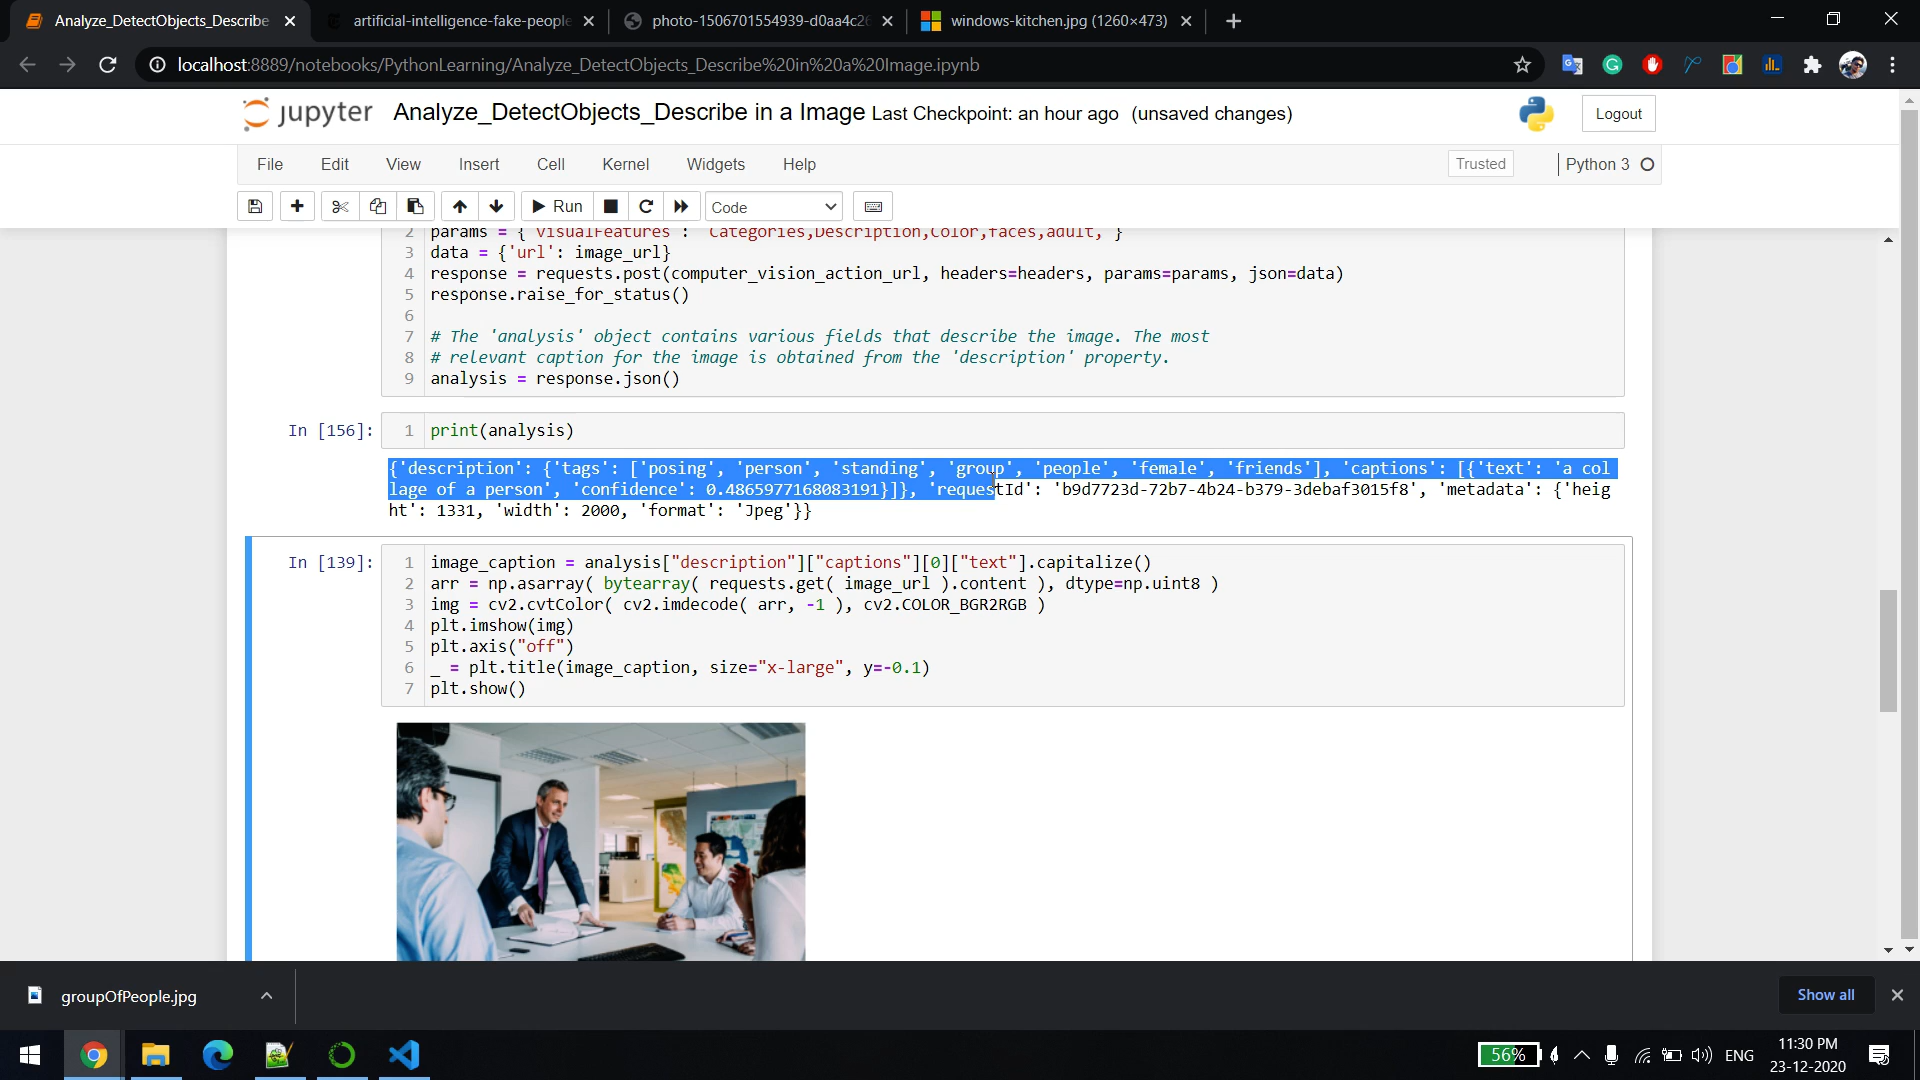 Analyze_DetectObjects_Describe
artificial-intelligence-fake-people
photo-1506701554939-d0aa4c26
windows-kitchen.jpg (1260×473)
localhost:8889/notebooks/PythonLearning/Analyze_DetectObjects_Describe%20in%20a%20Image.ipynb
jupyter Analyze_DetectObjects_Describe in a Image Last Checkpoint: an hour ago (unsaved changes)
Logout
File Edit View Insert Cell Kernel Widgets Help
Trusted Python 3
Run Code
2 params = { 'visualFeatures': 'Categories,Description,Color,faces,adult,' }
3 data = {'url': image_url}
4 response = requests.post(computer_vision_action_url, headers=headers, params=params, json=data)
5 response.raise_for_status()
6
7 # The 'analysis' object contains various fields that describe the image. The most
8 # relevant caption for the image is obtained from the 'description' property.
9 analysis = response.json()
In [156]: 1 print(analysis)
{'description': {'tags': ['posing', 'person', 'standing', 'group', 'people', 'female', 'friends'], 'captions': [{'text': 'a col
lage of a person', 'confidence': 0.4865977168083191}]}, 'requestId': 'b9d7723d-72b7-4b24-b379-3debaf3015f8', 'metadata': {'heig
ht': 1331, 'width': 2000, 'format': 'Jpeg'}}
In [139]: 1 image_caption = analysis["description"]["captions"][0]["text"].capitalize()
2 arr = np.asarray( bytearray( requests.get( image_url ).content ), dtype=np.uint8 )
3 img = cv2.cvtColor( cv2.imdecode( arr, -1 ), cv2.COLOR_BGR2RGB )
4 plt.imshow(img)
5 plt.axis("off")
6 _ = plt.title(image_caption, size="x-large", y=-0.1)
7 plt.show()
groupOfPeople.jpg
Show all
56%
ENG
11:30 PM
23-12-2020